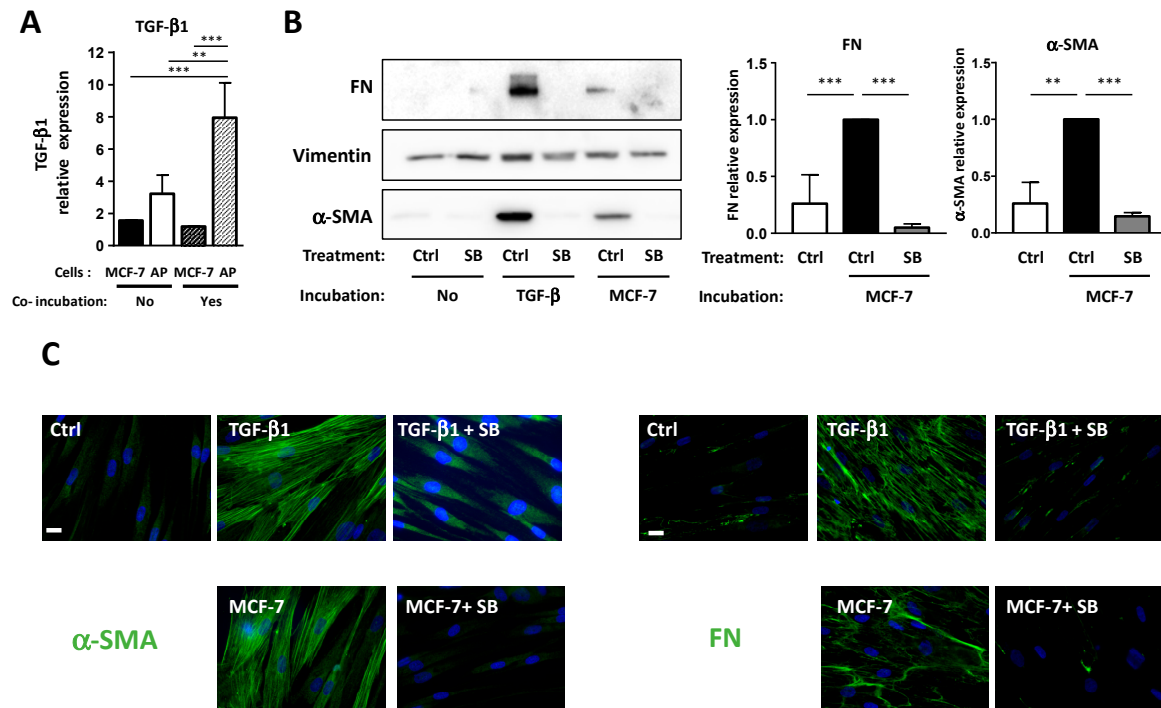 A
TGF-β1
***
**
***
12
10
8
6
4
2
0
TGF-β1
relative expression
Cells : MCF-7 AP MCF-7 AP
Co- incubation: No Yes
B
FN
Vimentin
α-SMA
Treatment: Ctrl SB Ctrl SB Ctrl SB
Incubation: No TGF-β MCF-7
FN
*** ***
1.5
1.0
0.5
0.0
FN relative expression
Treatment: Ctrl Ctrl SB
Incubation: MCF-7
α-SMA
** ***
1.5
1.0
0.5
0.0
α-SMA relative expression
Ctrl Ctrl SB
MCF-7
C
Ctrl TGF-β1 TGF-β1 + SB
MCF-7 MCF-7+ SB
α-SMA
Ctrl TGF-β1 TGF-β1 + SB
MCF-7 MCF-7+ SB
FN